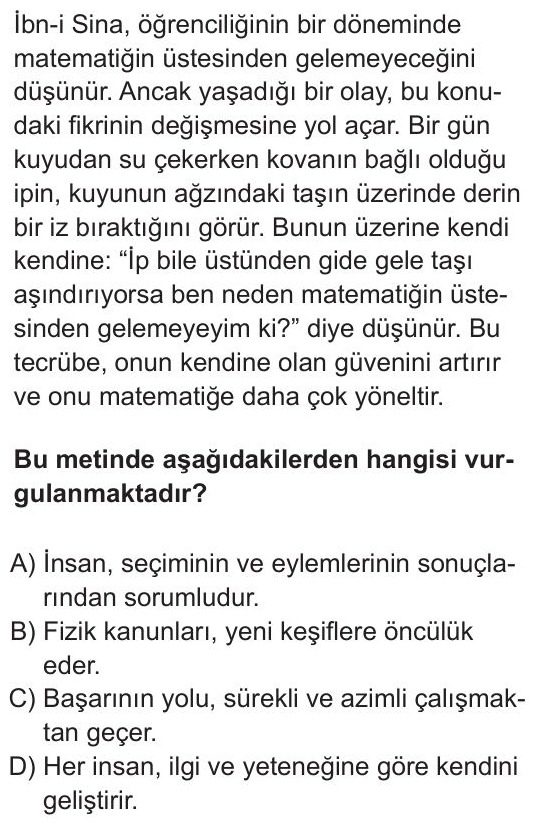 İbn-i Sina, öğrenciliğinin bir döneminde
matematiğin üstesinden gelemeyeceğini
düşünür. Ancak yaşadığı bir olay, bu konu-
daki fikrinin değişmesine yol açar. Bir gün
kuyudan su çekerken kovanın bağlı olduğu
ipin, kuyunun ağzındaki taşın üzerinde derin
bir iz bıraktığını görür. Bunun üzerine kendi
kendine: “İp bile üstünden gide gele taşı
aşındırıyorsa ben neden matematiğin üste-
sinden gelemeyeyim ki?” diye düşünür. Bu
tecrübe, onun kendine olan güvenini artırır
ve onu matematiğe daha çok yöneltir.
Bu metinde aşağıdakilerden hangisi vur-
gulanmaktadır?
A) İnsan, seçiminin ve eylemlerinin sonuçla-
rından sorumludur.
B) Fizik kanunları, yeni keşiflere öncülük
eder.
C) Başarının yolu, sürekli ve azimli çalışmak-
tan geçer.
D) Her insan, ilgi ve yeteneğine göre kendini
geliştirir.